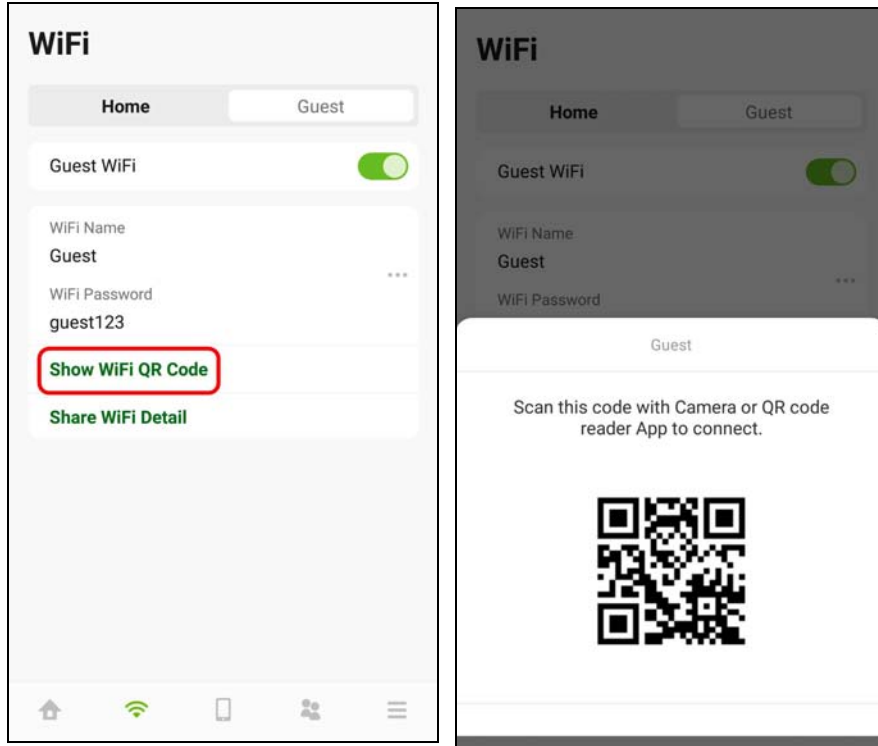 WiFi
Home Guest
Guest WiFi
WiFi Name
Guest
WiFi Password
guest123
Show WiFi QR Code
Share WiFi Detail
WiFi
Home Guest
Guest WiFi
WiFi Name
Guest
WiFi Password
Guest
Scan this code with Camera or QR code
reader App to connect.